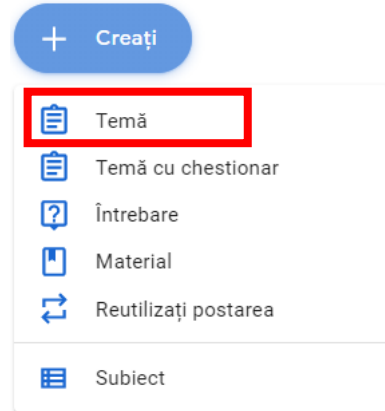 Creați
Temă
Temă cu chestionar
Întrebare
Material
Reutilizați postarea
Subiect